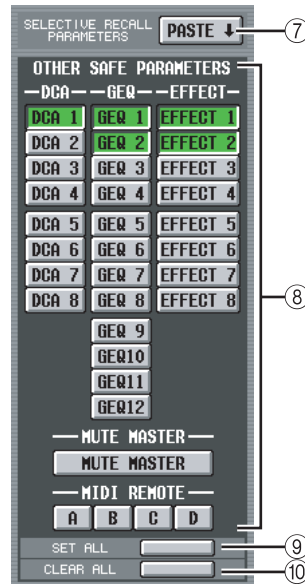 SELECTIVE RECALL
PARAMETERS
PASTE ↓
⑦
OTHER SAFE PARAMETERS
DCA GEQ EFFECT
DCA 1 GEQ 1 EFFECT 1
DCA 2 GEQ 2 EFFECT 2
DCA 3 GEQ 3 EFFECT 3
DCA 4 GEQ 4 EFFECT 4
DCA 5 GEQ 5 EFFECT 5
DCA 6 GEQ 6 EFFECT 6
DCA 7 GEQ 7 EFFECT 7
DCA 8 GEQ 8 EFFECT 8
⑧
GEQ 9
GEQ10
GEQ11
GEQ12
MUTE MASTER
MUTE MASTER
MIDI REMOTE
A B C D
SET ALL
⑨
CLEAR ALL
⑩